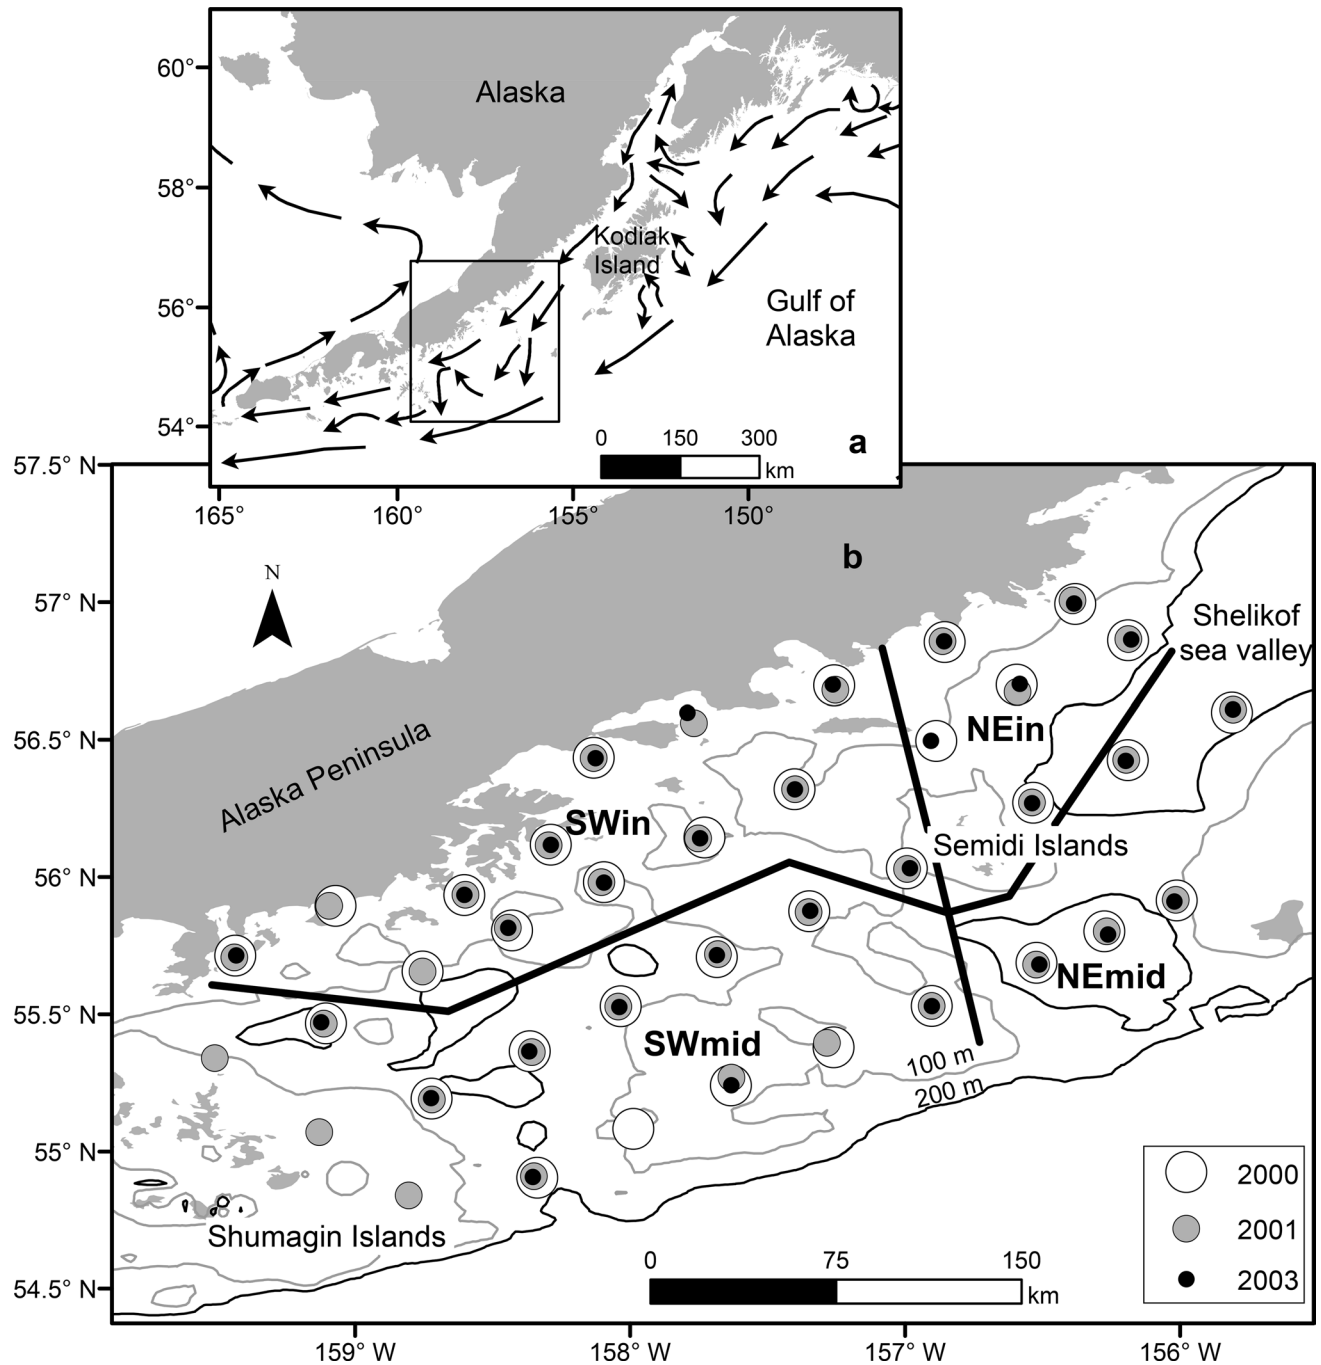 60°
58°
56°
54°
Alaska
Kodiak
Island
Gulf of
Alaska
0 150 300
km
a
165° 160° 155° 150°
57.5° N
57° N
56.5° N
56° N
55.5° N
55° N
54.5° N
b
N
Shelikof
sea valley
Alaska Peninsula
NEin
SWin
Semidi Islands
NEmid
SWmid
100 m
200 m
Shumagin Islands
0 75 150
km
2000
2001
2003
159° W 158° W 157° W 156° W